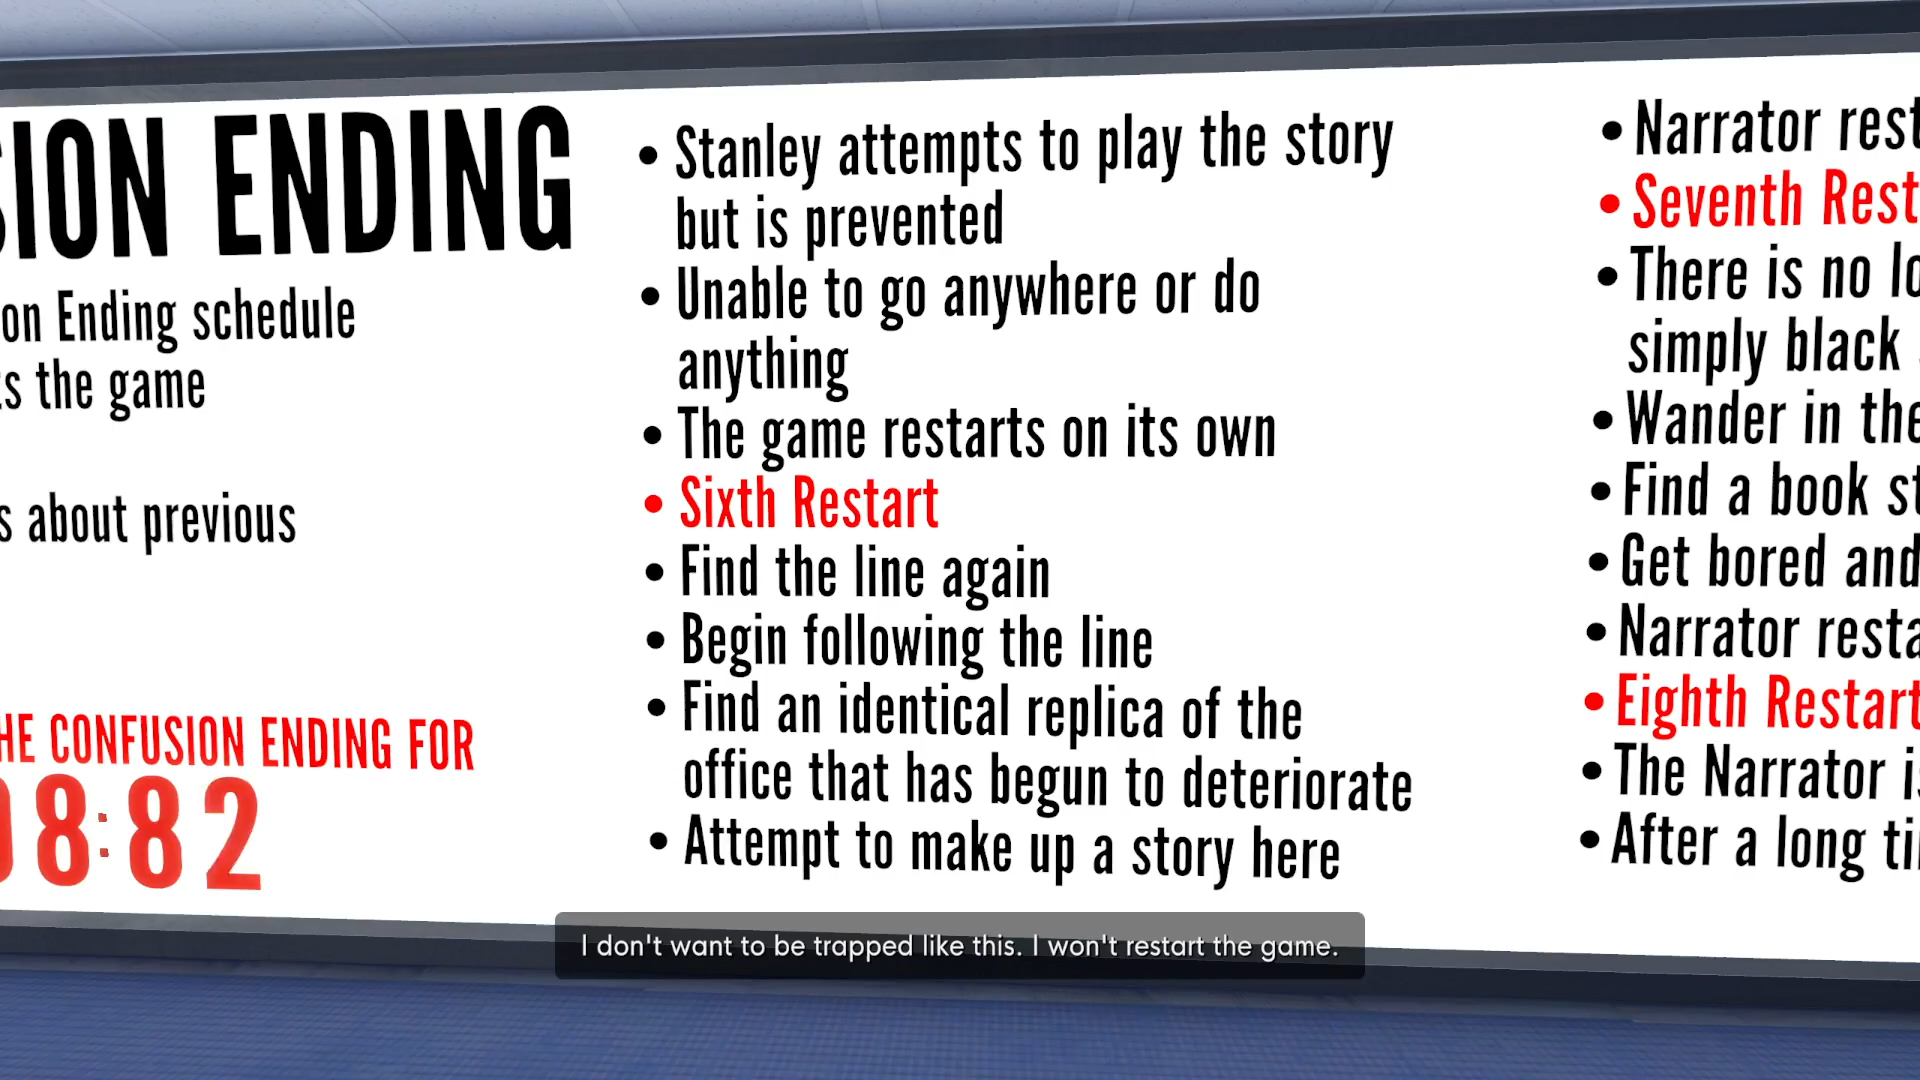 SION ENDING
on Ending schedule
ts the game
s about previous
HE CONFUSION ENDING FOR
8:82
• Stanley attempts to play the story
but is prevented
• Unable to go anywhere or do
anything
• The game restarts on its own
• Sixth Restart
• Find the line again
• Begin following the line
• Find an identical replica of the
office that has begun to deteriorate
• Attempt to make up a story here
• Narrator rest
• Seventh Rest
• There is no lo
simply black
• Wander in the
• Find a book st
• Get bored and
• Narrator resta
• Eighth Restart
• The Narrator is
• After a long ti
I don't want to be trapped like this. I won't restart the game.